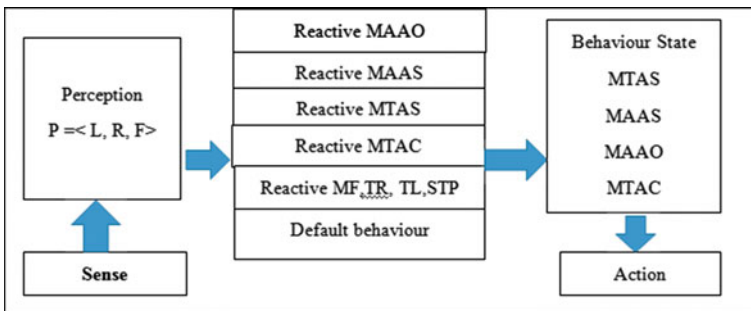 Perception
P =< L, R, F>
Sense
Reactive MAAO
Reactive MAAS
Reactive MTAS
Reactive MTAC
Reactive MF,TR, TL,STP
Default behaviour
Behaviour State
MTAS
MAAS
MAAO
MTAC
Action